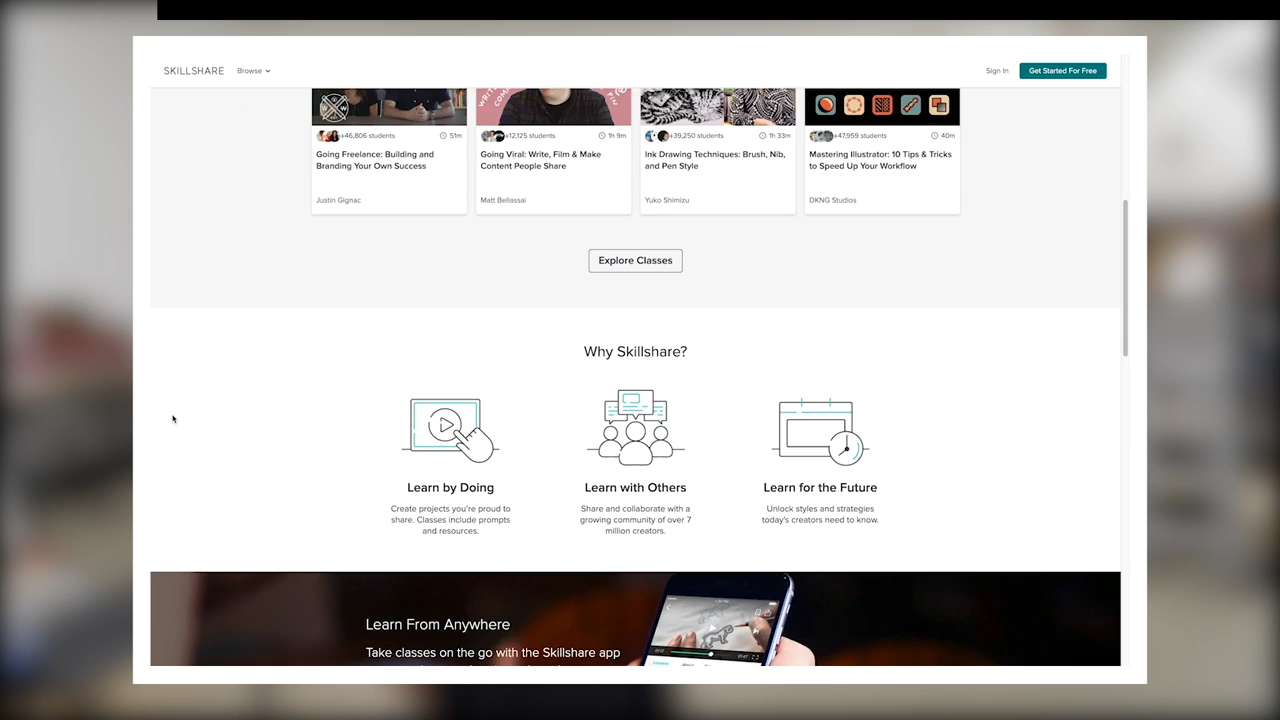 SKILLSHARE Browse Sign In Get Started For Free
+46,806 students 51m +12,125 students 1h 9m +39,250 students 1h 33m +47,959 students 40m
Going Freelance: Building and Going Viral: Write, Film & Make Ink Drawing Techniques: Brush, Nib, Mastering Illustrator: 10 Tips & Tricks
Branding Your Own Success Content People Share and Pen Style to Speed Up Your Workflow
Justin Gignac Matt Bellassai Yuko Shimizu DKNG Studios
Explore Classes
Why Skillshare?
Learn by Doing Learn with Others Learn for the Future
Create projects you're proud to Share and collaborate with a Unlock styles and strategies
share. Classes include prompts growing community of over 7 today's creators need to know.
and resources. million creators.
Learn From Anywhere
Take classes on the go with the Skillshare app